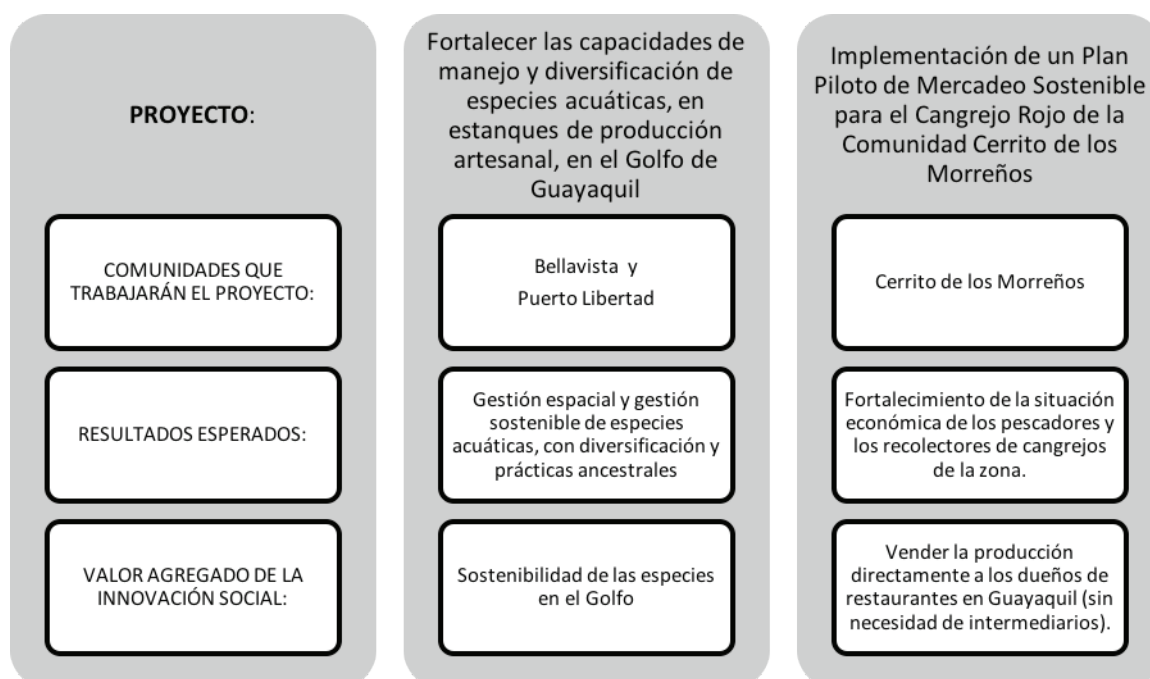 PROYECTO:
COMUNIDADES QUE
TRABAJARÁN EL PROYECTO:
RESULTADOS ESPERADOS:
VALOR AGREGADO DE LA
INNOVACIÓN SOCIAL:
Fortalecer las capacidades de
manejo y diversificación de
especies acuáticas, en
estanques de producción
artesanal, en el Golfo de
Guayaquil
Bellavista y
Puerto Libertad
Gestión espacial y gestión
sostenible de especies
acuáticas, con diversificación y
prácticas ancestrales
Sostenibilidad de las especies
en el Golfo
Implementación de un Plan
Piloto de Mercadeo Sostenible
para el Cangrejo Rojo de la
Comunidad Cerrito de los
Morreños
Cerrito de los Morreños
Fortalecimiento de la situación
económica de los pescadores y
los recolectores de cangrejos
de la zona.
Vender la producción
directamente a los dueños de
restaurantes en Guayaquil (sin
necesidad de intermediarios).